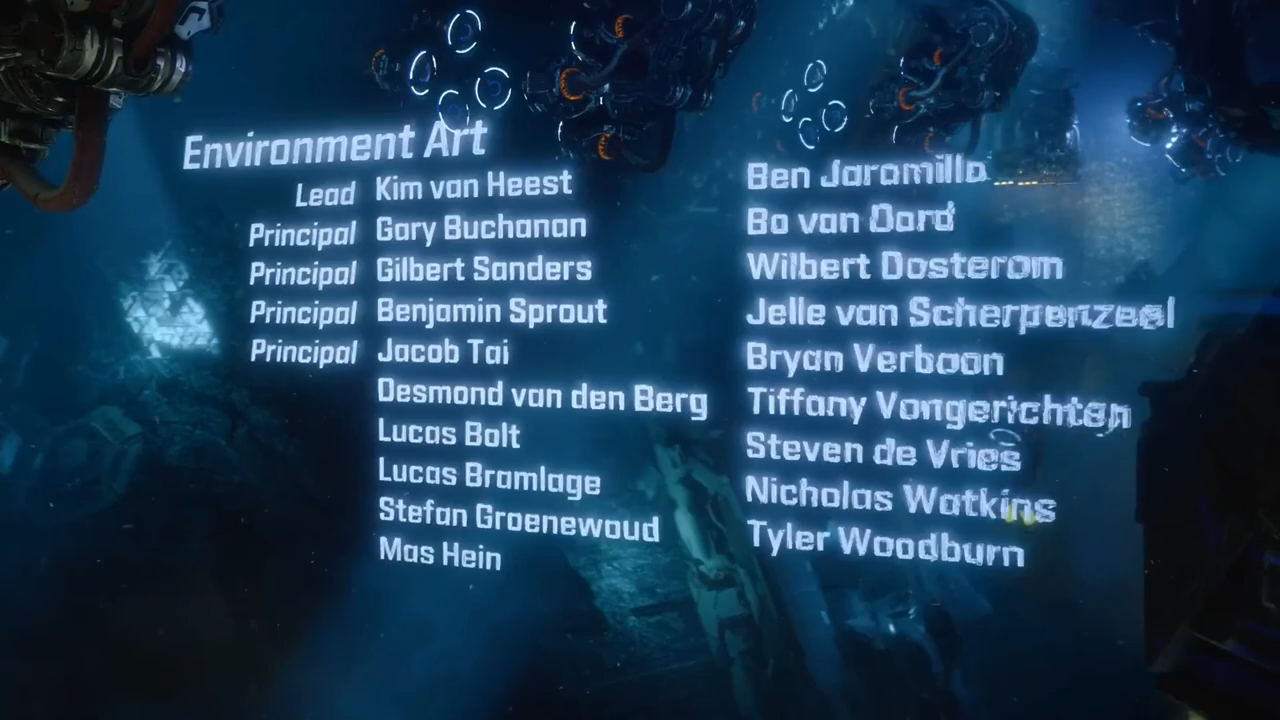 Environment Art
Lead Kim van Heest
Principal Gary Buchanan
Principal Gilbert Sanders
Principal Benjamin Sprout
Principal Jacob Tai
Desmond van den Berg
Lucas Bolt
Lucas Bramlage
Stefan Groenewoud
Mas Hein
Ben Jaramillo
Bo van Oord
Wilbert Oosterom
Jelle van Scherpenzeel
Bryan Verboon
Tiffany Vongerichten
Steven de Vries
Nicholas Watkins
Tyler Woodburn